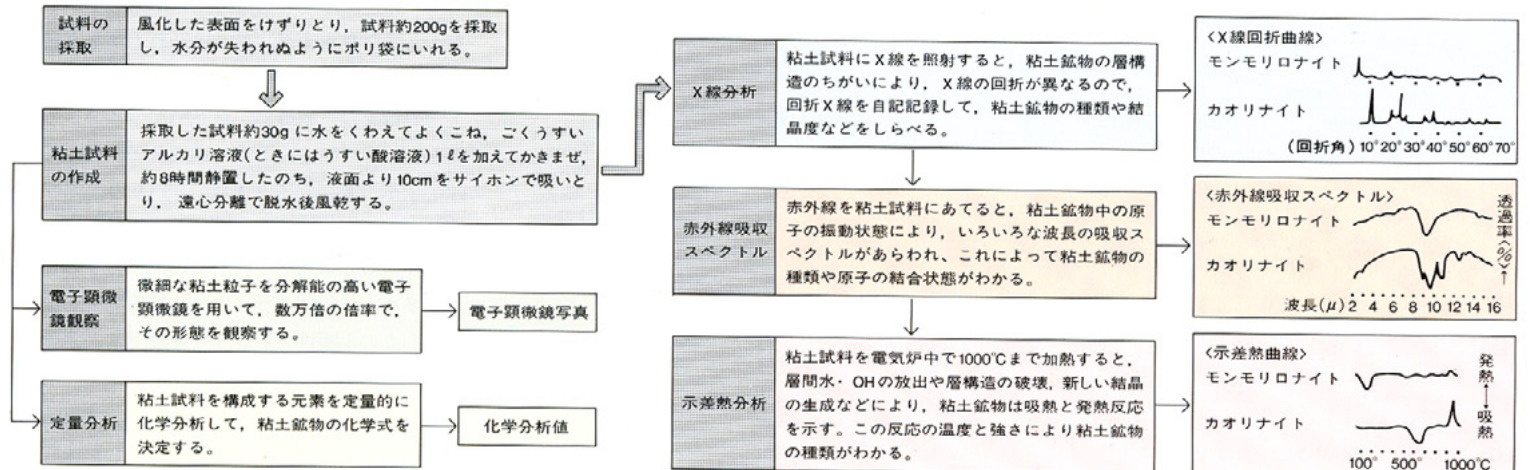 試料の
採取
風化した表面をけずりとり，試料約200gを採取
し，水分が失われぬようにポリ袋にいれる。
粘土試料
の作成
採取した試料約30gに水をくわえてよくこね，ごくうすい
アルカリ溶液(ときにはうすい酸溶液)1ℓを加えてかきまぜ，
約8時間静置したのち，液面より10cmをサイホンで吸いと
り，遠心分離で脱水後風乾する。
電子顕微
鏡観察
微細な粘土粒子を分解能の高い電子
顕微鏡を用いて，数万倍の倍率で，
その形態を観察する。
電子顕微鏡写真
定量分析
粘土試料を構成する元素を定量的に
化学分析して，粘土鉱物の化学式を
決定する。
化学分析値
X線分析
粘土試料にX線を照射すると，粘土鉱物の層構
造のちがいにより，X線の回折が異なるので，
回折X線を自記記録して，粘土鉱物の種類や結
晶度などをしらべる。
〈X線回折曲線〉
モンモリロナイト
カオリナイト
(回折角) 10° 20° 30° 40° 50° 60° 70°
赤外線吸収
スペクトル
赤外線を粘土試料にあてると，粘土鉱物中の原
子の振動状態により，いろいろな波長の吸収ス
ペクトルがあらわれ、これによって粘土鉱物の
種類や原子の結合状態がわかる。
〈赤外線吸収スペクトル〉
モンモリロナイト
カオリナイト
透過率〈%〉→
波長(μ) 2 4 6 8 10 12 14 16
示差熱分析
粘土試料を電気炉中で1000℃まで加熱すると，
層間水・OHの放出や層構造の破壊，新しい結晶
の生成などにより，粘土鉱物は吸熱と発熱反応
を示す。この反応の温度と強さにより粘土鉱物
の種類がわかる。
〈示差熱曲線〉
モンモリロナイト
カオリナイト
発熱←→吸熱
100° 500° 1000℃